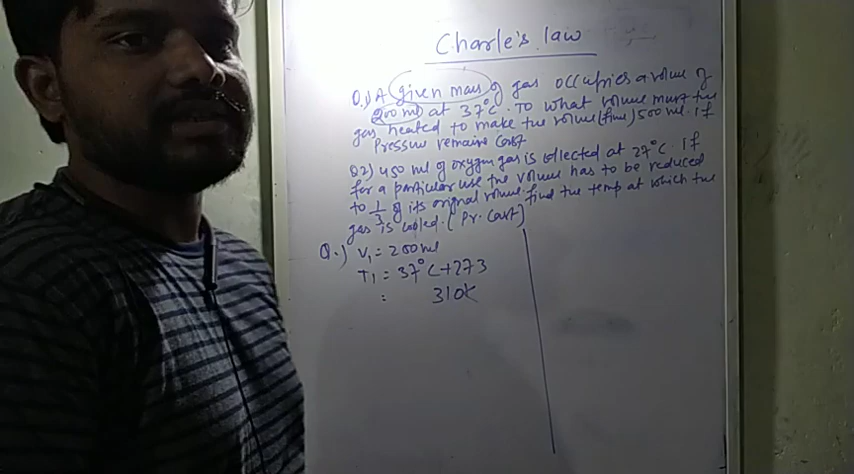 Charle's law
Q.1) A given mass of gas occupies a volume of
200 ml at 37°C. To what volume must the
gas heated to make the volume (final) 500 ml. if
Pressure remains Const
Q2) 450 ml of oxygen gas is collected at 27°C. if
for a particular use the volume has to be reduced
to 1/3 of its original volume. find the temp at which the
gas is cooled. [Pr. Const]
Q.1) V₁ = 200 ml
T₁ = 37°C+273
= 310K